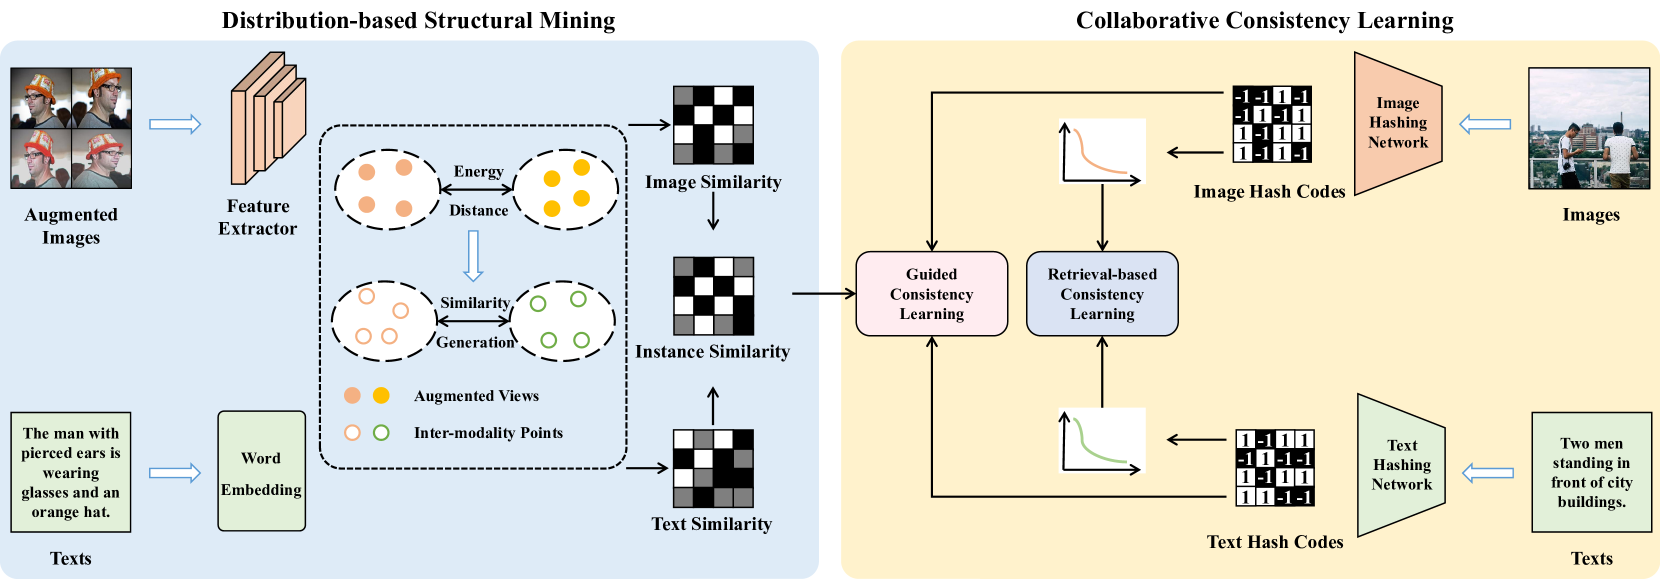 Distribution-based Structural Mining
Augmented
Images
Feature
Extractor
Energy
Distance
Similarity
Generation
Augmented Views
Inter-modality Points
The man with
pierced ears is
wearing
glasses and an
orange hat.
Texts
Word
Embedding
Image Similarity
Instance Similarity
Text Similarity
Collaborative Consistency Learning
Guided
Consistency
Learning
Retrieval-based
Consistency
Learning
-1 -1 1 -1
-1 1 1 -1
1 -1 1 1
1 -1 1 -1
Image Hash Codes
Image
Hashing
Network
Images
1 -1 1 1
-1 1 -1 -1
1 -1 1 1
1 1 -1 -1
Text Hash Codes
Text
Hashing
Network
Two men
standing in
front of city
buildings.
Texts